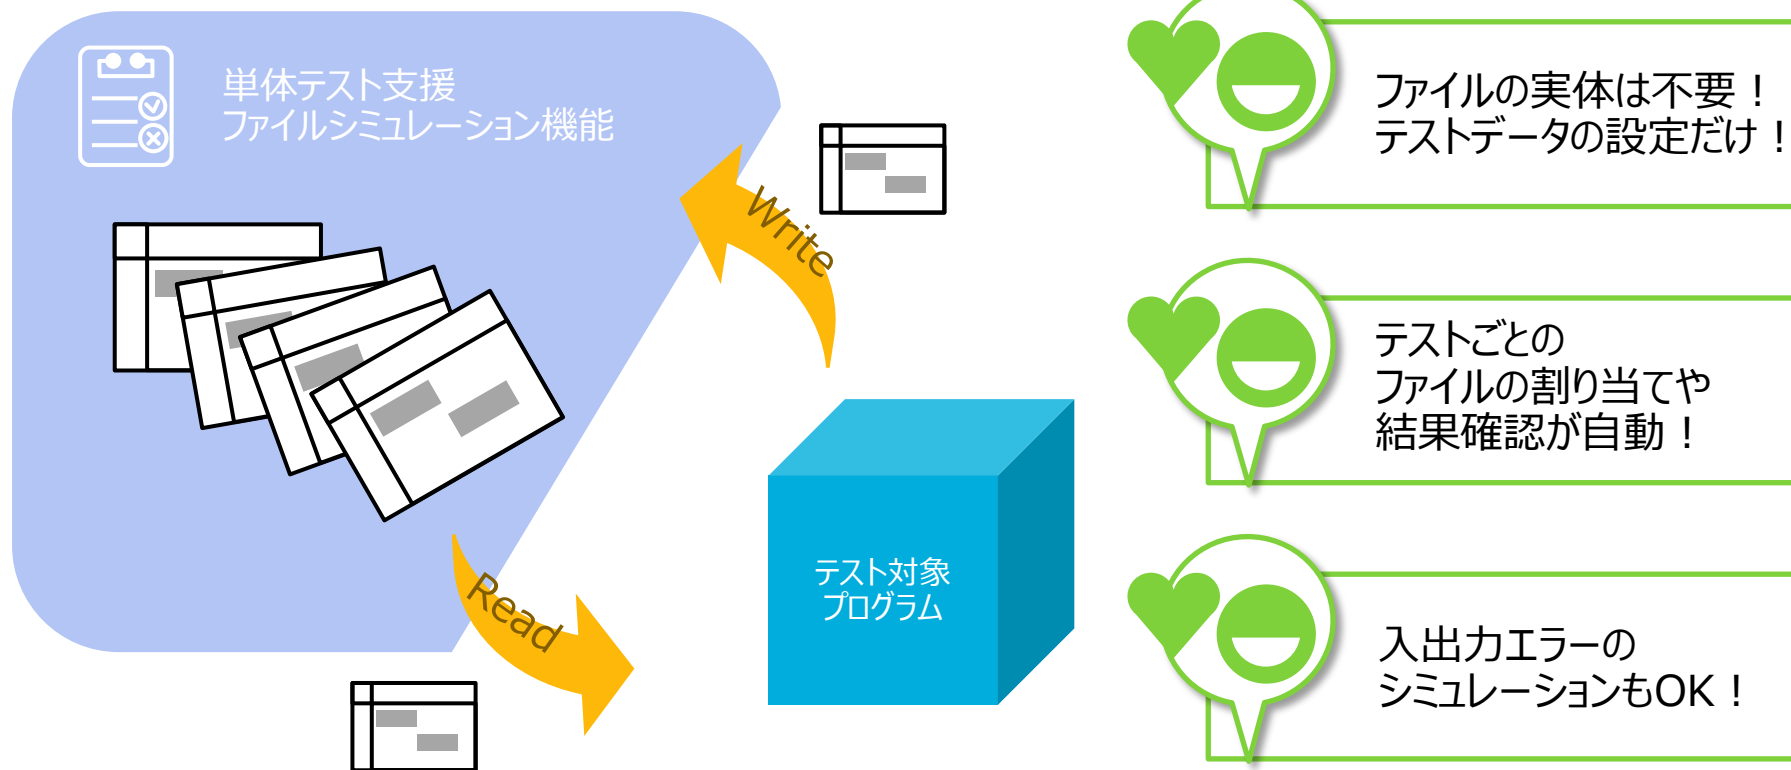 単体テスト支援
ファイルシミュレーション機能
Write
Read
テスト対象
プログラム
ファイルの実体は不要！
テストデータの設定だけ！
テストごとの
ファイルの割り当てや
結果確認が自動！
入出力エラーの
シミュレーションもOK！